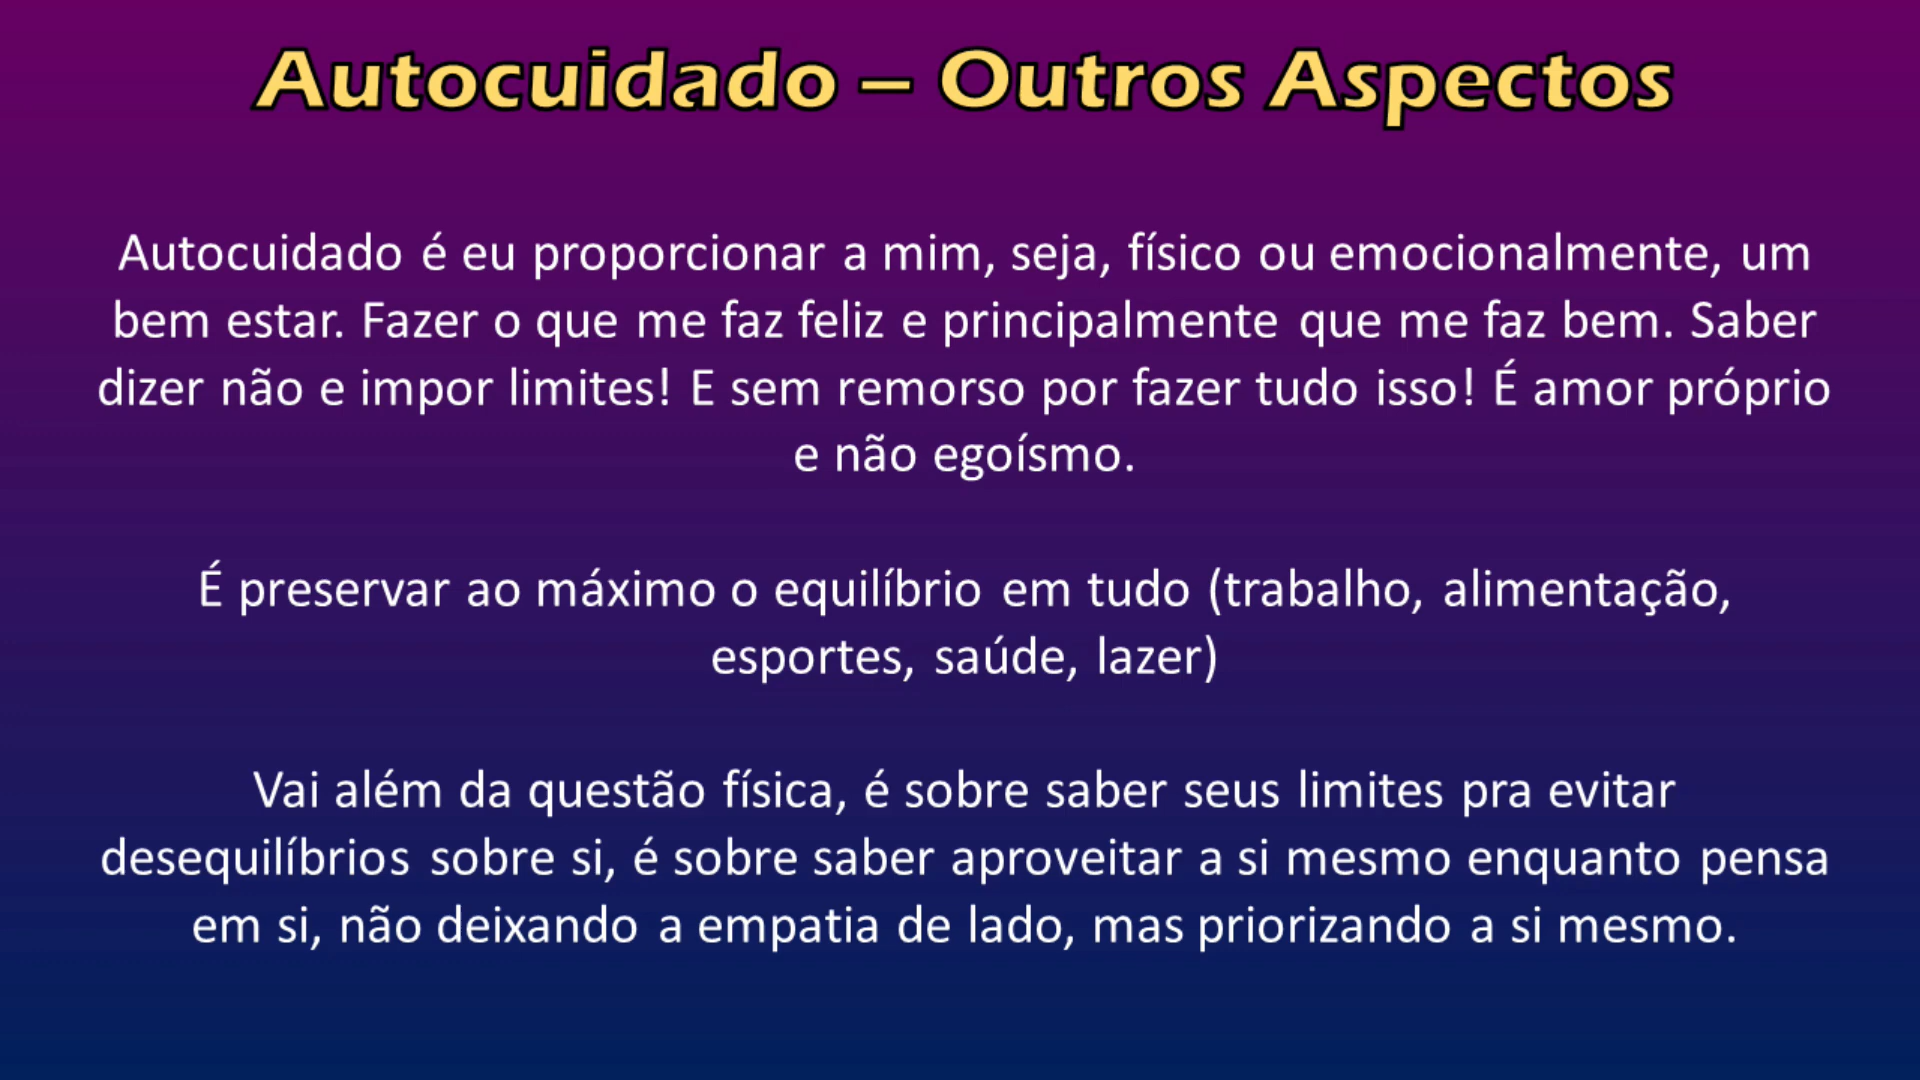 Autocuidado – Outros Aspectos
Autocuidado é eu proporcionar a mim, seja, físico ou emocionalmente, um
bem estar. Fazer o que me faz feliz e principalmente que me faz bem. Saber
dizer não e impor limites! E sem remorso por fazer tudo isso! É amor próprio
e não egoísmo.
É preservar ao máximo o equilíbrio em tudo (trabalho, alimentação,
esportes, saúde, lazer)
Vai além da questão física, é sobre saber seus limites pra evitar
desequilíbrios sobre si, é sobre saber aproveitar a si mesmo enquanto pensa
em si, não deixando a empatia de lado, mas priorizando a si mesmo.